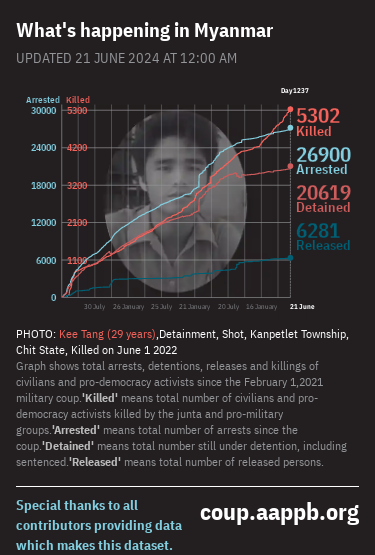 What's happening in Myanmar
UPDATED 21 JUNE 2024 AT 12:00 AM
Day1237
Arrested Killed
30000 5300
24000 4200
18000 3200
12000 2100
6000 1100
0
5302
Killed
26900
Arrested
20619
Detained
6281
Released
30 July 26 January 25 July 21 January 20 July 16 January 21 June
PHOTO: Kee Tang (29 years),Detainment, Shot, Kanpetlet Township,
Chit State, Killed on June 1 2022
Graph shows total arrests, detentions, releases and killings of
civilians and pro-democracy activists since the February 1,2021
military coup.'Killed' means total number of civilians and pro-
democracy activists killed by the junta and pro-military
groups.'Arrested' means total number of arrests since the
coup.'Detained' means total number still under detention, including
sentenced.'Released' means total number of released persons.
Special thanks to all
contributors providing data
which makes this dataset.
coup.aappb.org